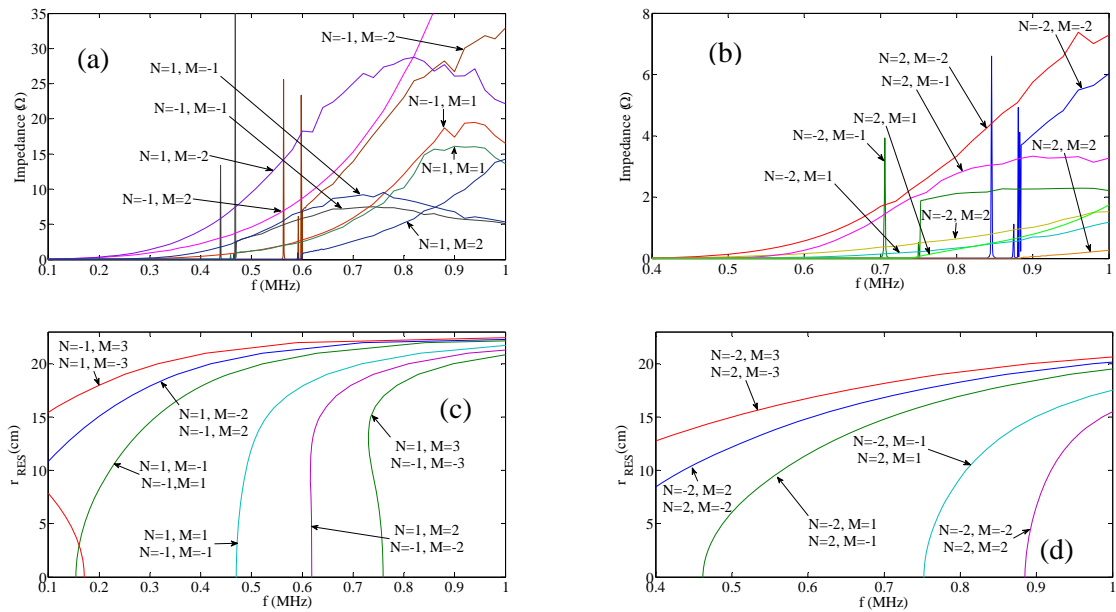 (a)
Impedance (Ω)
35
30
25
20
15
10
5
0
N=-1, M=-2
N=1, M=-1
N=-1, M=-1
N=-1, M=1
N=1, M=-2
N=1, M=1
N=-1, M=2
N=1, M=2
0.1 0.2 0.3 0.4 0.5 0.6 0.7 0.8 0.9 1
f (MHz)
(b)
Impedance (Ω)
8
6
4
2
0
N=-2, M=-2
N=2, M=-2
N=2, M=-1
N=2, M=1
N=-2, M=-1
N=2, M=2
N=-2, M=1
N=-2, M=2
0.4 0.5 0.6 0.7 0.8 0.9 1
f (MHz)
(c)
r RES (cm)
20
15
10
5
0
N=-1, M=3
N=1, M=-3
N=1, M=-2
N=-1, M=2
N=1, M=-1
N=-1,M=1
N=1, M=3
N=-1, M=-3
N=1, M=1
N=-1, M=-1
N=1, M=2
N=-1, M=-2
0.1 0.2 0.3 0.4 0.5 0.6 0.7 0.8 0.9 1
f (MHz)
(d)
r RES (cm)
20
15
10
5
0
N=-2, M=3
N=2, M=-3
N=-2, M=-1
N=2, M=1
N=-2, M=2
N=2, M=-2
N=-2, M=1
N=2, M=-1
N=-2, M=-2
N=2, M=2
0.4 0.5 0.6 0.7 0.8 0.9 1
f (MHz)